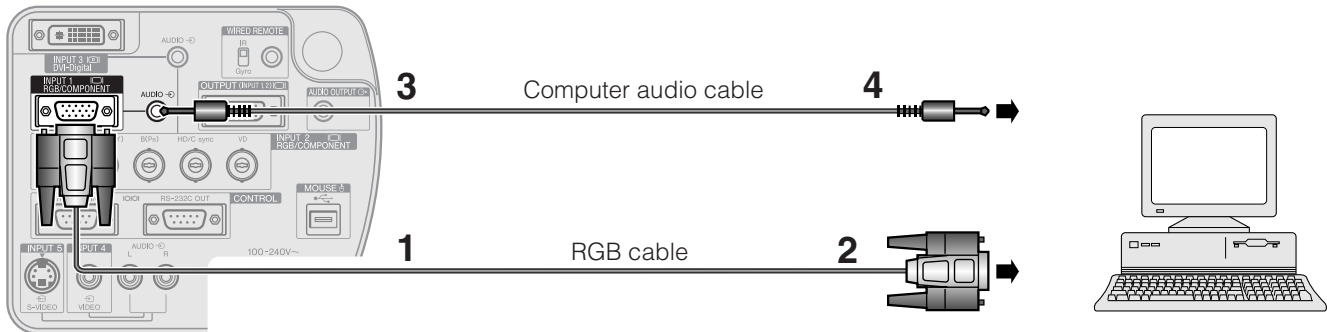 AUDIO
WIRED REMOTE
IR
Gyro
INPUT 3
DVI-Digital
INPUT 1
RGB/COMPONENT
AUDIO
OUTPUT (INPUT 1, 2)
AUDIO OUTPUT
3
Computer audio cable
4
B(PB)
HD/C sync
VD
INPUT 2
RGB/COMPONENT
RS-232C OUT
CONTROL
MOUSE
INPUT 5
INPUT 4
AUDIO
L
R
100-240V~
1
RGB cable
2
S-VIDEO
VIDEO